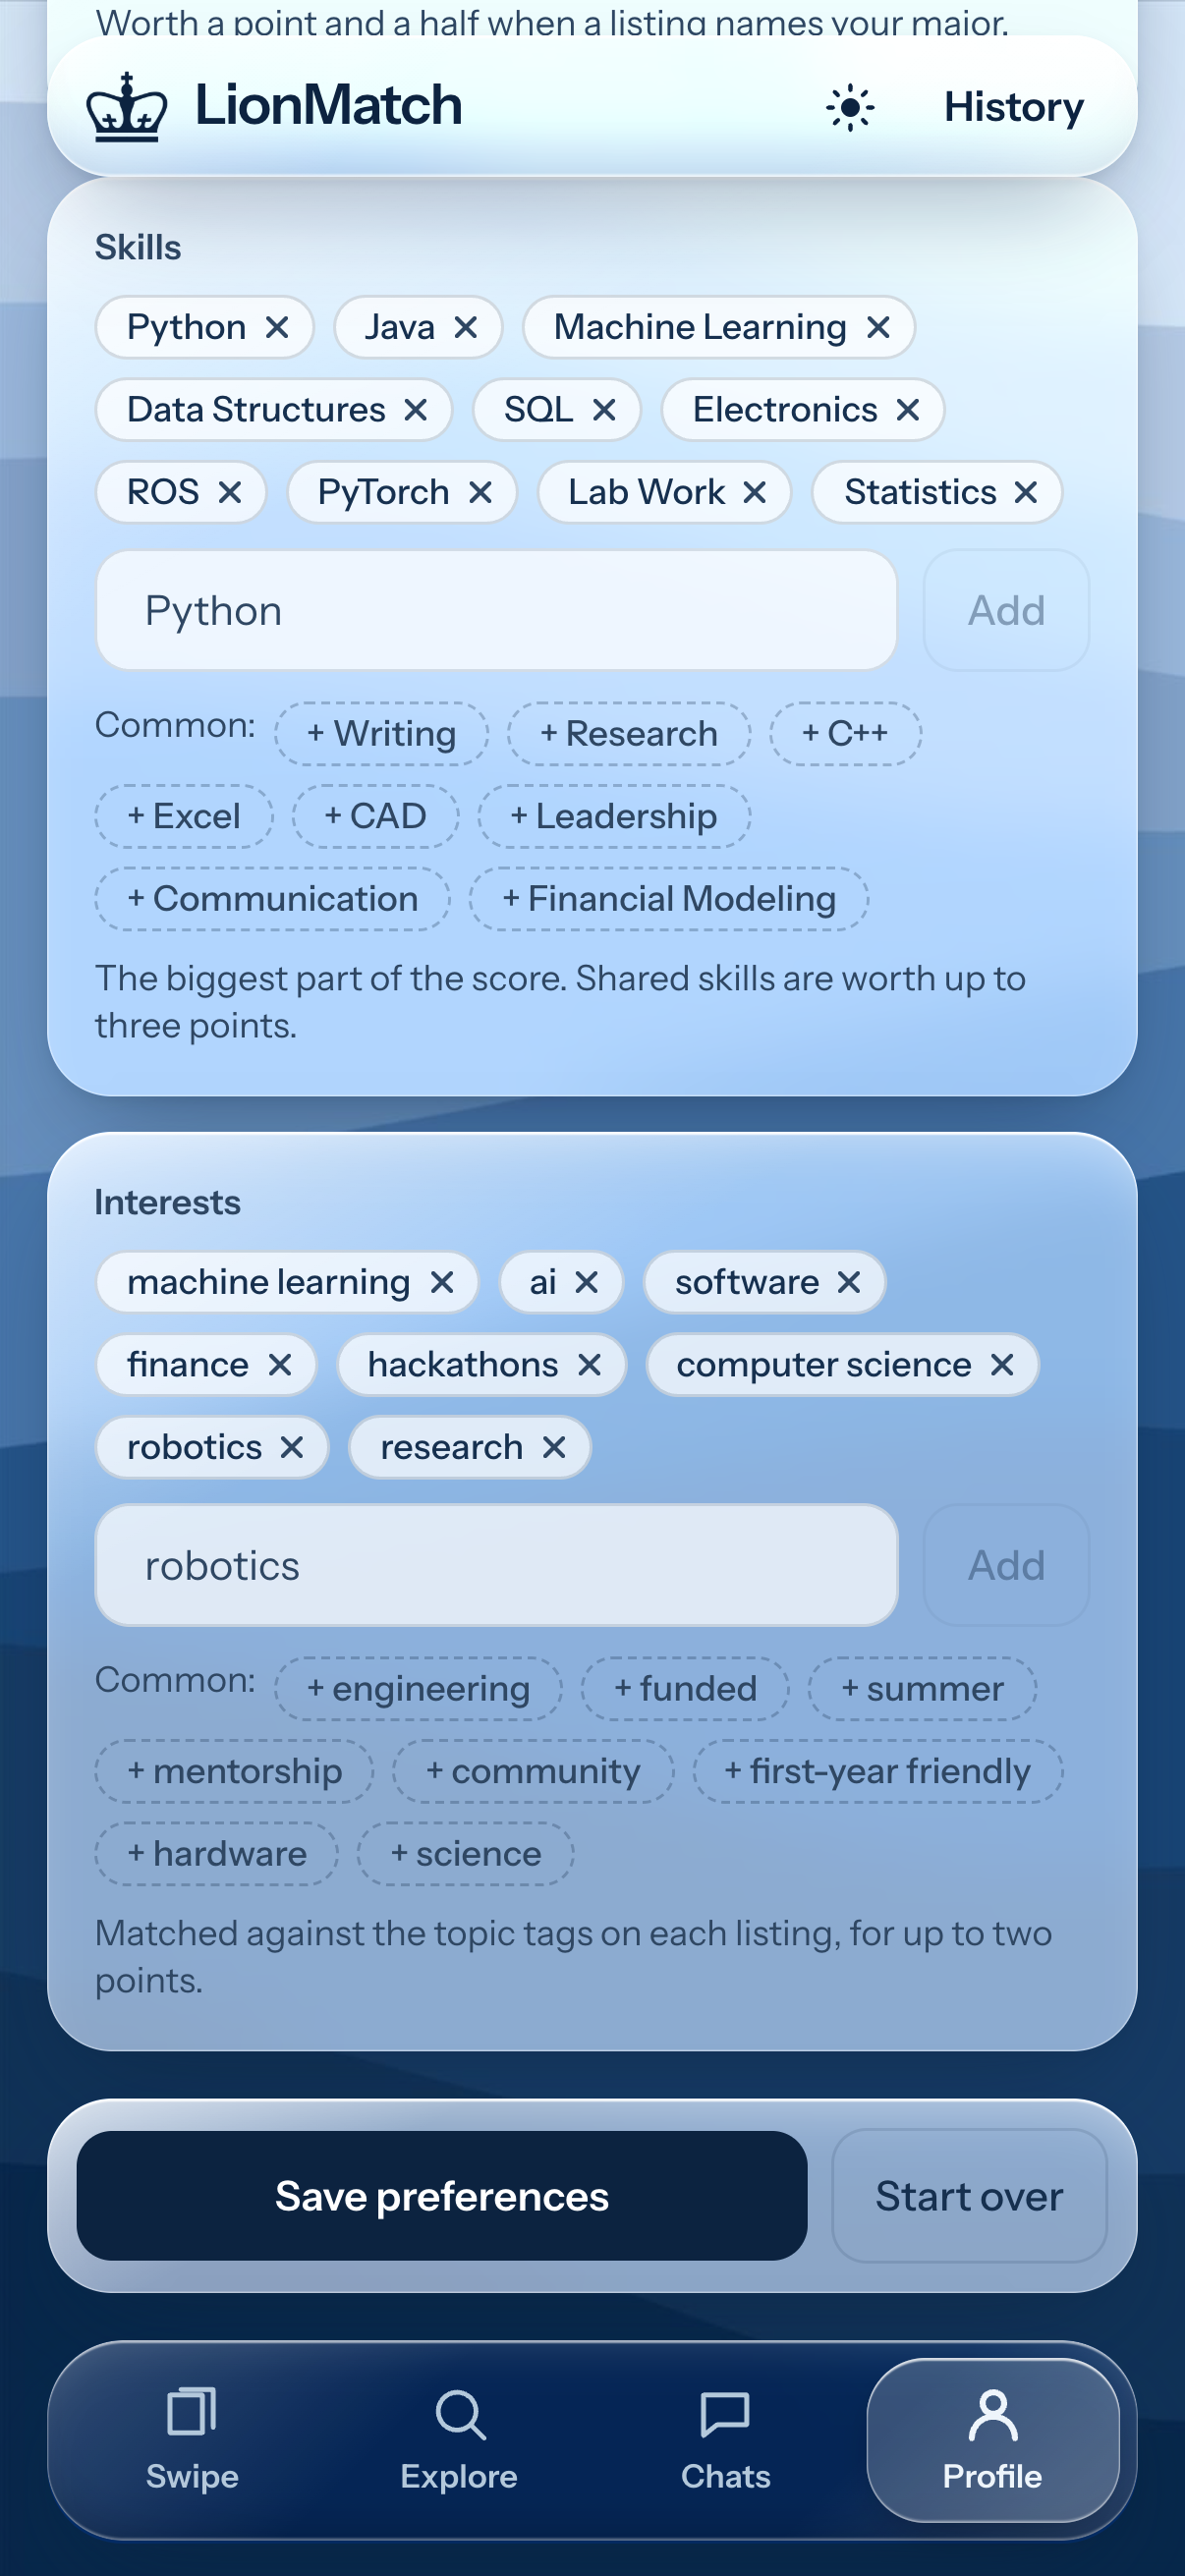 Worth a point and a half when a listing names your major.
LionMatch
History
Skills
Python × Java × Machine Learning ×
Data Structures × SQL × Electronics ×
ROS × PyTorch × Lab Work × Statistics ×
Python Add
Common: + Writing + Research + C++
+ Excel + CAD + Leadership
+ Communication + Financial Modeling
The biggest part of the score. Shared skills are worth up to
three points.
Interests
machine learning × ai × software ×
finance × hackathons × computer science ×
robotics × research ×
robotics Add
Common: + engineering + funded + summer
+ mentorship + community + first-year friendly
+ hardware + science
Matched against the topic tags on each listing, for up to two
points.
Save preferences Start over
Swipe Explore Chats Profile